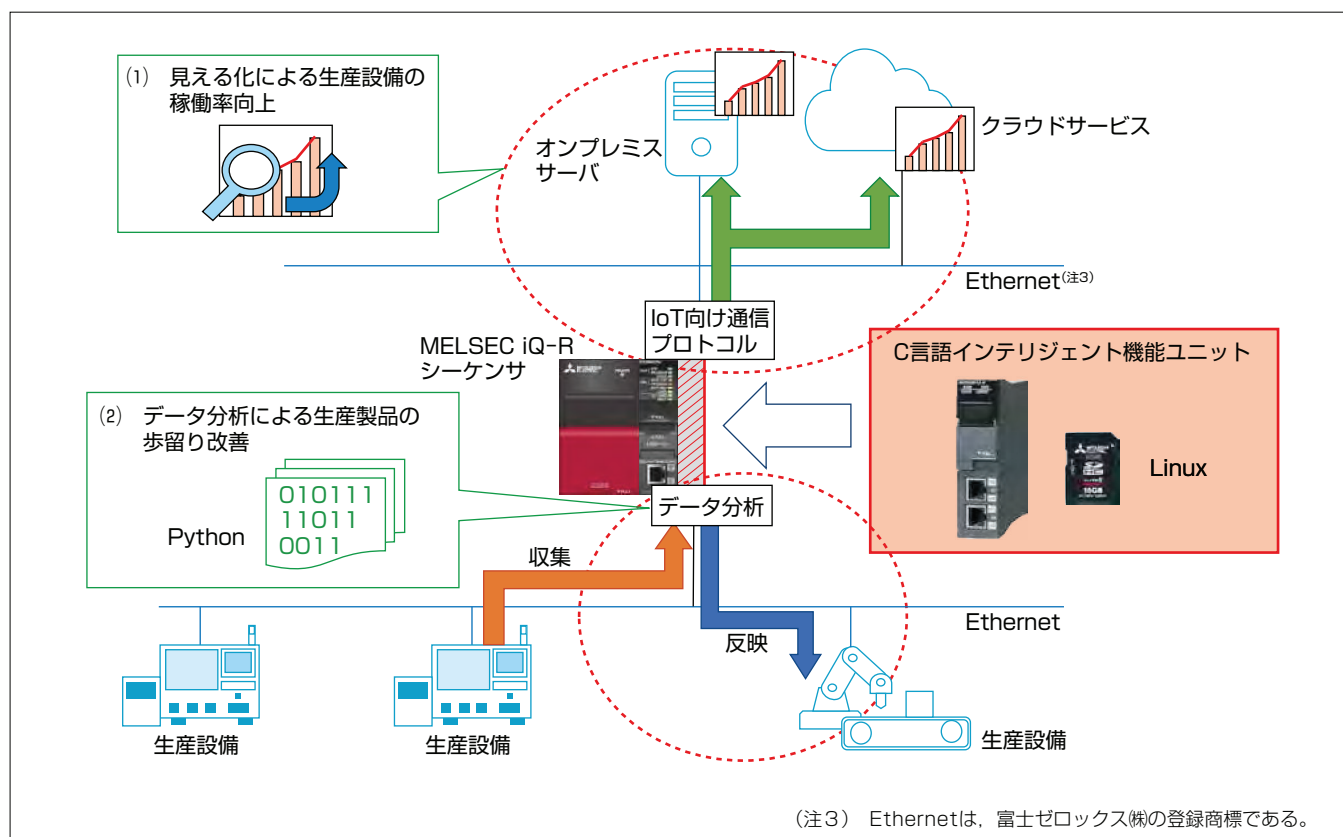 (1) 見える化による生産設備の
稼働率向上
オンプレミス
サーバ
クラウドサービス
Ethernet(注3)
IoT向け通信
プロトコル
MELSEC iQ-R
シーケンサ
C言語インテリジェント機能ユニット
Linux
(2) データ分析による生産製品の
歩留り改善
Python
010111
11011
0011
データ分析
収集
反映
Ethernet
生産設備
生産設備
生産設備
(注3) Ethernetは,富士ゼロックス㈱の登録商標である。